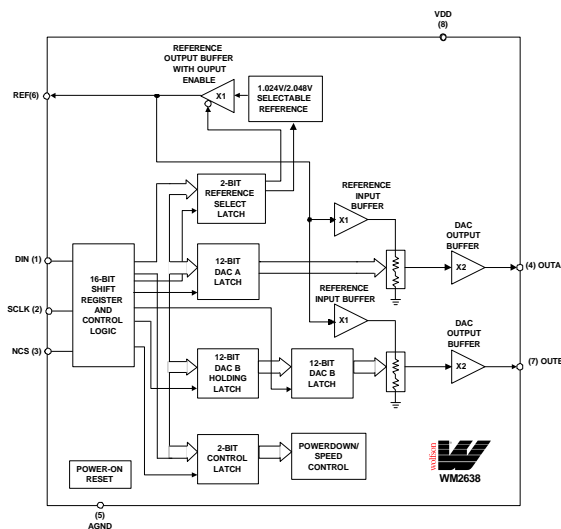 VDD
(8)
REFERENCE
OUTPUT BUFFER
WITH OUPUT
ENABLE
X1
1.024V/2.048V
SELECTABLE
REFERENCE
REF(6)
2-BIT
REFERENCE
SELECT
LATCH
REFERENCE
INPUT
BUFFER
X1
DAC
OUTPUT
BUFFER
X2
(4) OUTA
DIN (1)
16-BIT
SHIFT
REGISTER
AND
CONTROL
LOGIC
12-BIT
DAC A
LATCH
SCLK (2)
REFERENCE
INPUT BUFFER
X1
DAC
OUTPUT
BUFFER
X2
(7) OUTB
NCS (3)
12-BIT
DAC B
HOLDING
LATCH
12-BIT
DAC B
LATCH
2-BIT
CONTROL
LATCH
POWERDOWN/
SPEED
CONTROL
POWER-ON
RESET
wolfson
WM2638
(5)
AGND